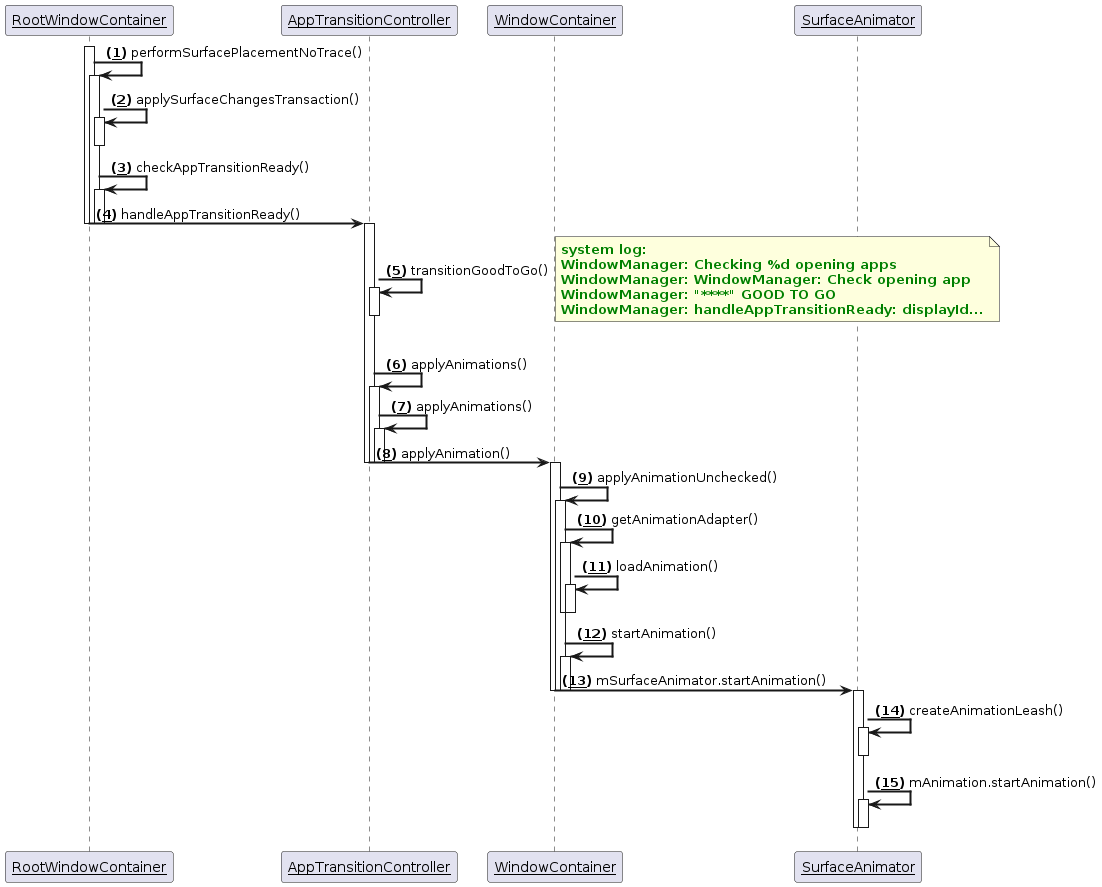 RootWindowContainer
AppTransitionController
WindowContainer
SurfaceAnimator
(1) performSurfacePlacementNoTrace()
(2) applySurfaceChangesTransaction()
(3) checkAppTransitionReady()
(4) handleAppTransitionReady()
system log:
WindowManager: Checking %d opening apps
WindowManager: WindowManager: Check opening app
WindowManager: "****" GOOD TO GO
WindowManager: handleAppTransitionReady: displayId...
(5) transitionGoodToGo()
(6) applyAnimations()
(7) applyAnimations()
(8) applyAnimation()
(9) applyAnimationUnchecked()
(10) getAnimationAdapter()
(11) loadAnimation()
(12) startAnimation()
(13) mSurfaceAnimator.startAnimation()
(14) createAnimationLeash()
(15) mAnimation.startAnimation()
RootWindowContainer
AppTransitionController
WindowContainer
SurfaceAnimator